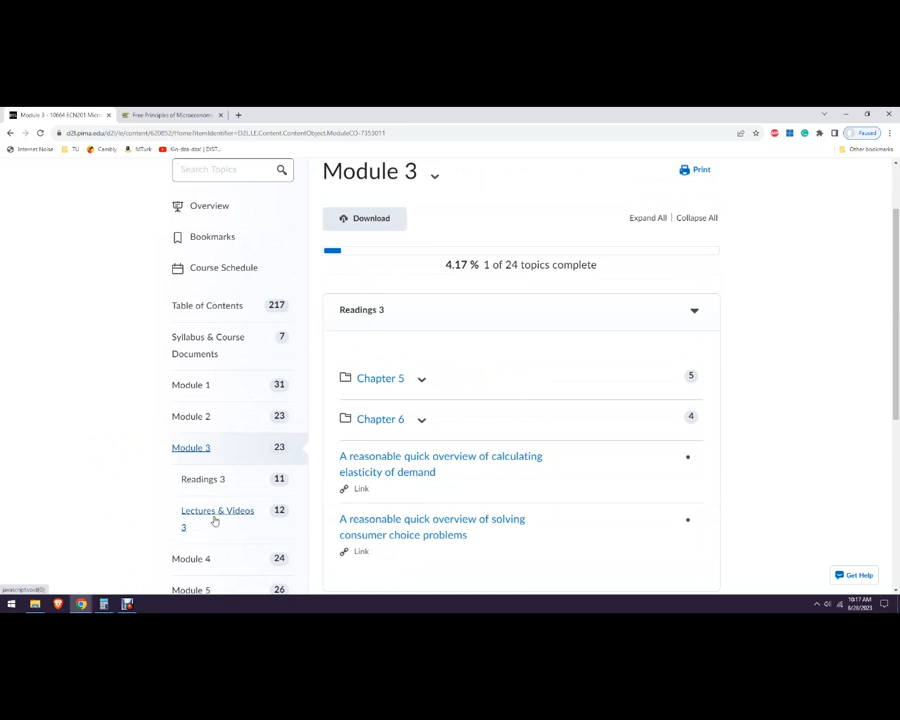 Module 3 - 10664 ECN201 Micro
Free Principles of Microeconomi
d2l.pima.edu/d2l/le/content/620852/Home?itemIdentifier=D2L.LE.Content.ContentObject.ModuleCO-7353011
Paused
Internet Noise
TU
Cambly
MTurk
Kin-dza-dza! | DIST...
Other bookmarks
Search Topics
Overview
Bookmarks
Course Schedule
Table of Contents 217
Syllabus & Course 7
Documents
Module 1 31
Module 2 23
Module 3 23
Readings 3 11
Lectures & Videos 12
3
Module 4 24
Module 5 26
Module 3
Print
Download
Expand All
Collapse All
4.17 % 1 of 24 topics complete
Readings 3
Chapter 5 5
Chapter 6 4
A reasonable quick overview of calculating
elasticity of demand
Link
A reasonable quick overview of solving
consumer choice problems
Link
Get Help
javascript:void(0)
10:17 AM
8/28/2023